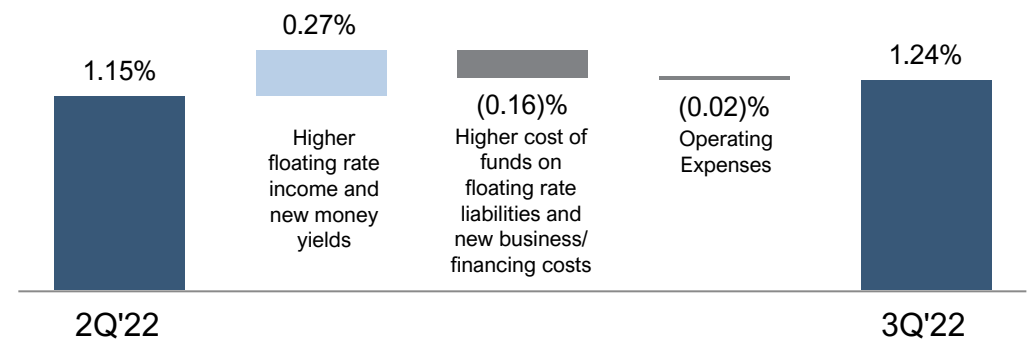 0.27%
1.15%
1.24%
(0.16)%
(0.02)%
Higher
floating rate
income and
new money
yields
Higher cost of
funds on
floating rate
liabilities and
new business/
financing costs
Operating
Expenses
2Q'22
3Q'22